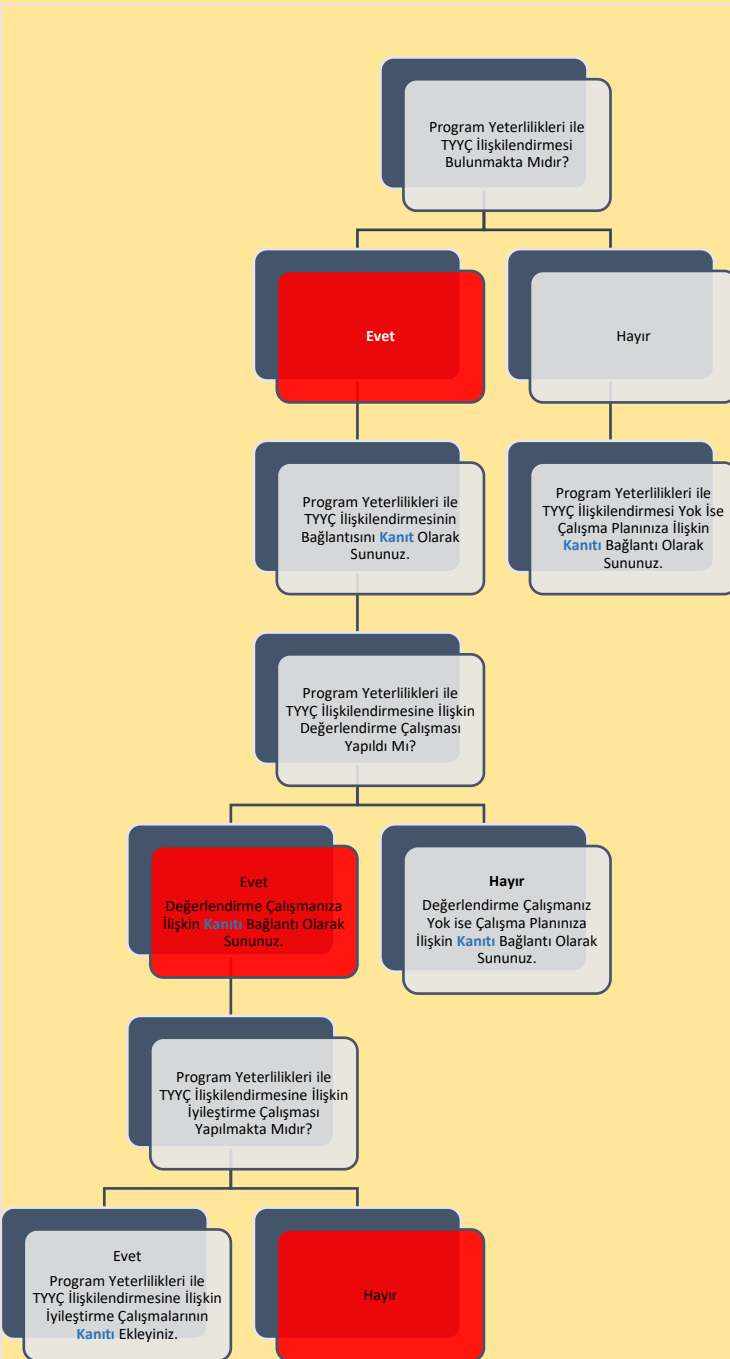 Program Yeterlilikleri ile
TYYÇ İlişkilendirmesi
Bulunmakta Mıdır?
Evet
Hayır
Program Yeterlilikleri ile
TYYÇ İlişkilendirmesinin
Bağlantısını Kanıt Olarak
Sununuz.
Program Yeterlilikleri ile
TYYÇ İlişkilendirmesi Yok İse
Çalışma Planınıza İlişkin
Kanıtı Bağlantı Olarak
Sununuz.
Program Yeterlilikleri ile
TYYÇ İlişkilendirmesine İlişkin
Değerlendirme Çalışması
Yapıldı Mı?
Evet
Değerlendirme Çalışmanıza
İlişkin Kanıtı Bağlantı Olarak
Sununuz.
Hayır
Değerlendirme Çalışmanız
Yok ise Çalışma Planınıza
İlişkin Kanıtı Bağlantı Olarak
Sununuz.
Program Yeterlilikleri ile
TYYÇ İlişkilendirmesine İlişkin
İyileştirme Çalışması
Yapılmakta Mıdır?
Evet
Program Yeterlilikleri ile
TYYÇ İlişkilendirmesine İlişkin
İyileştirme Çalışmalarının
Kanıtı Ekleyiniz.
Hayır